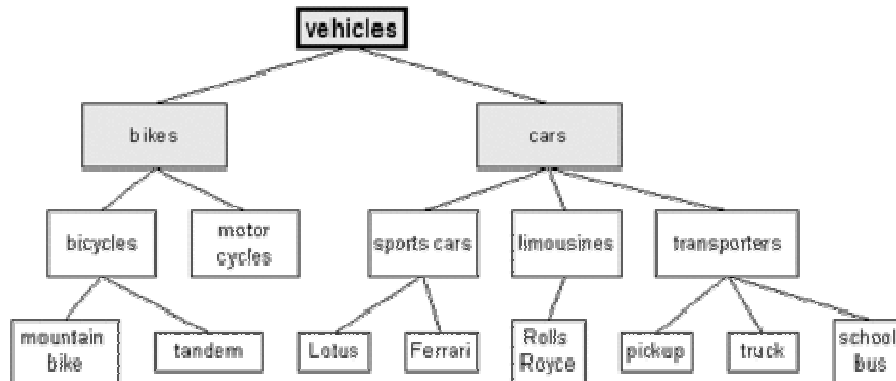 vehicles
bikes
cars
bicycles
motor
cycles
sports cars
limousines
transporters
mountain
bike
tandem
Lotus
Ferrari
Rolls
Royce
pickup
truck
school
bus